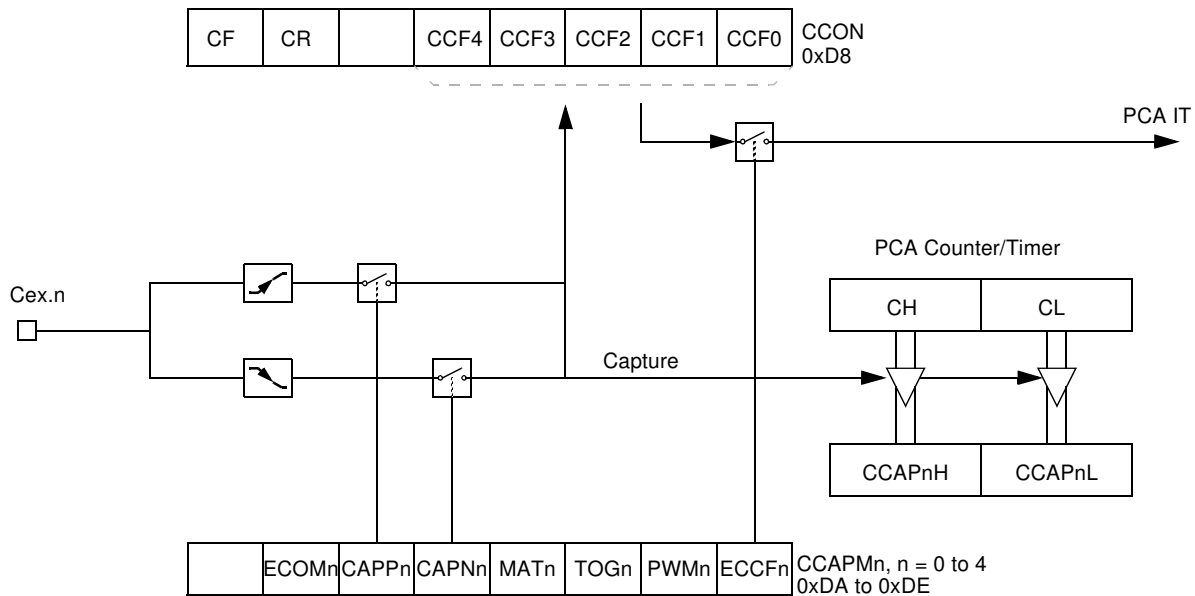 CF CR CCF4 CCF3 CCF2 CCF1 CCF0 CCON
0xD8
PCA IT
PCA Counter/Timer
Cex.n
CH CL
Capture
CCAPnH CCAPnL
ECOMn CAPPn CAPNn MATn TOGn PWMn ECCFn CCAPMn, n = 0 to 4
0xDA to 0xDE